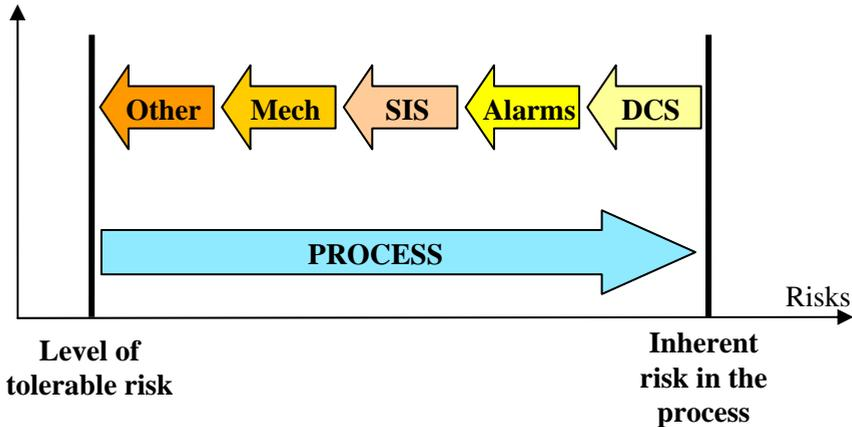 Other
Mech
SIS
Alarms
DCS
PROCESS
Risks
Level of
tolerable risk
Inherent
risk in the
process